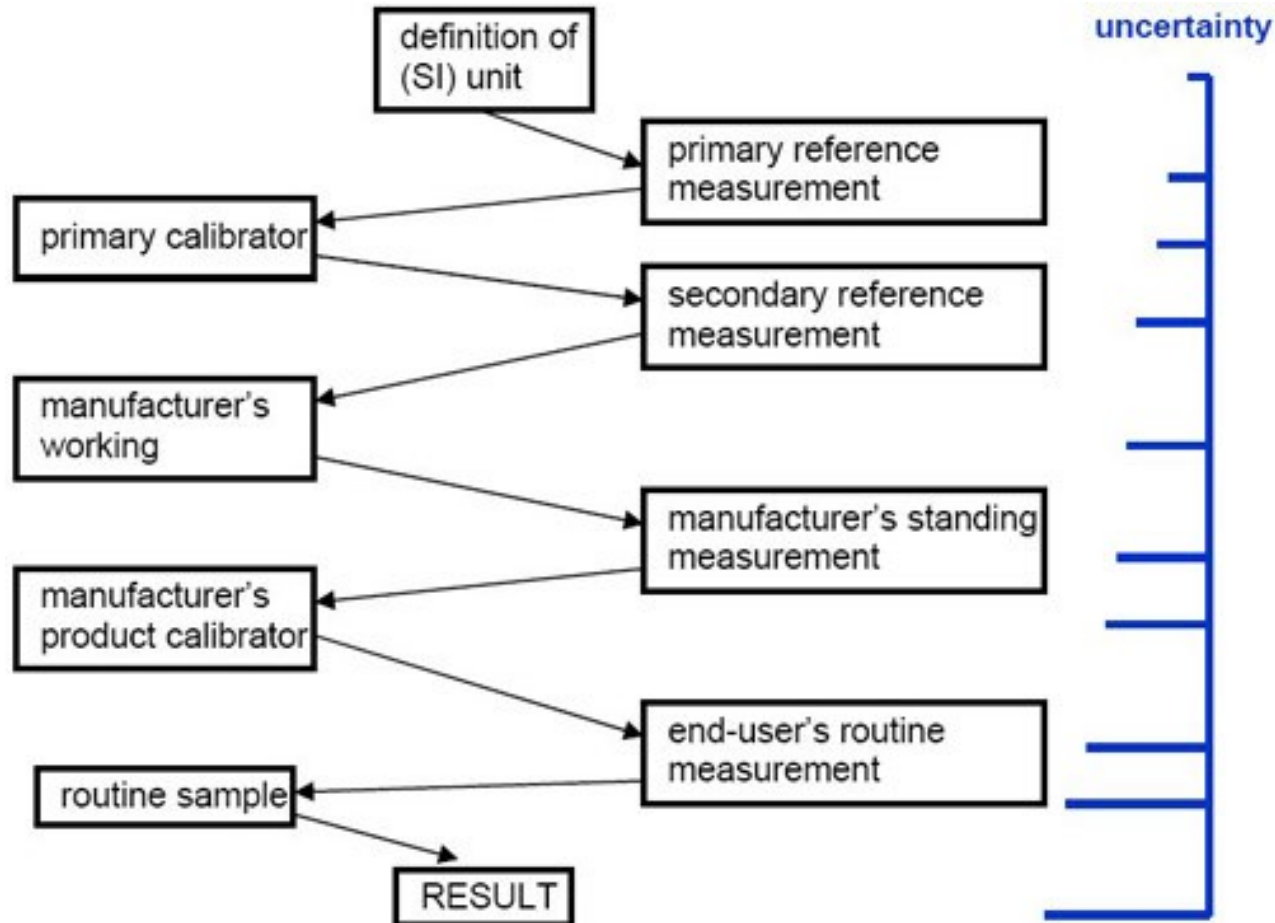 uncertainty
definition of
(SI) unit
primary reference
measurement
primary calibrator
secondary reference
measurement
manufacturer's
working
manufacturer's standing
measurement
manufacturer's
product calibrator
end-user's routine
measurement
routine sample
RESULT